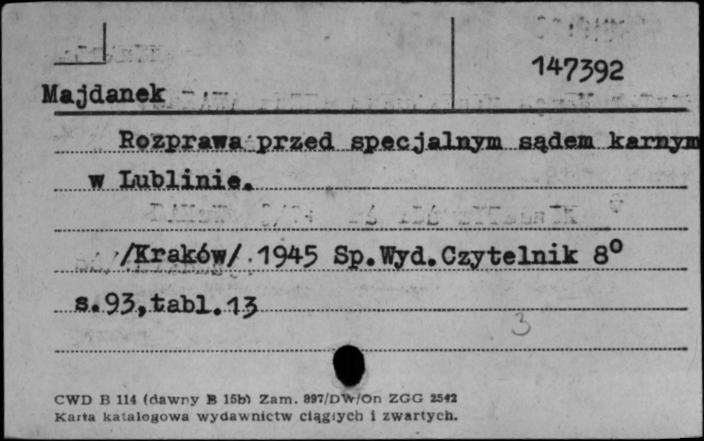 147392
Majdanek
Rozprawa przed specjalnym sądem karnym
w Lublinie.
/Kraków/ 1945 Sp.Wyd.Czytelnik 8°
s.93,tabl.13
3
CWD B 114 (dawny B 15b) Zam. 897/DW/On ZGG 2542
Karta katalogowa wydawnictw ciągłych i zwartych.